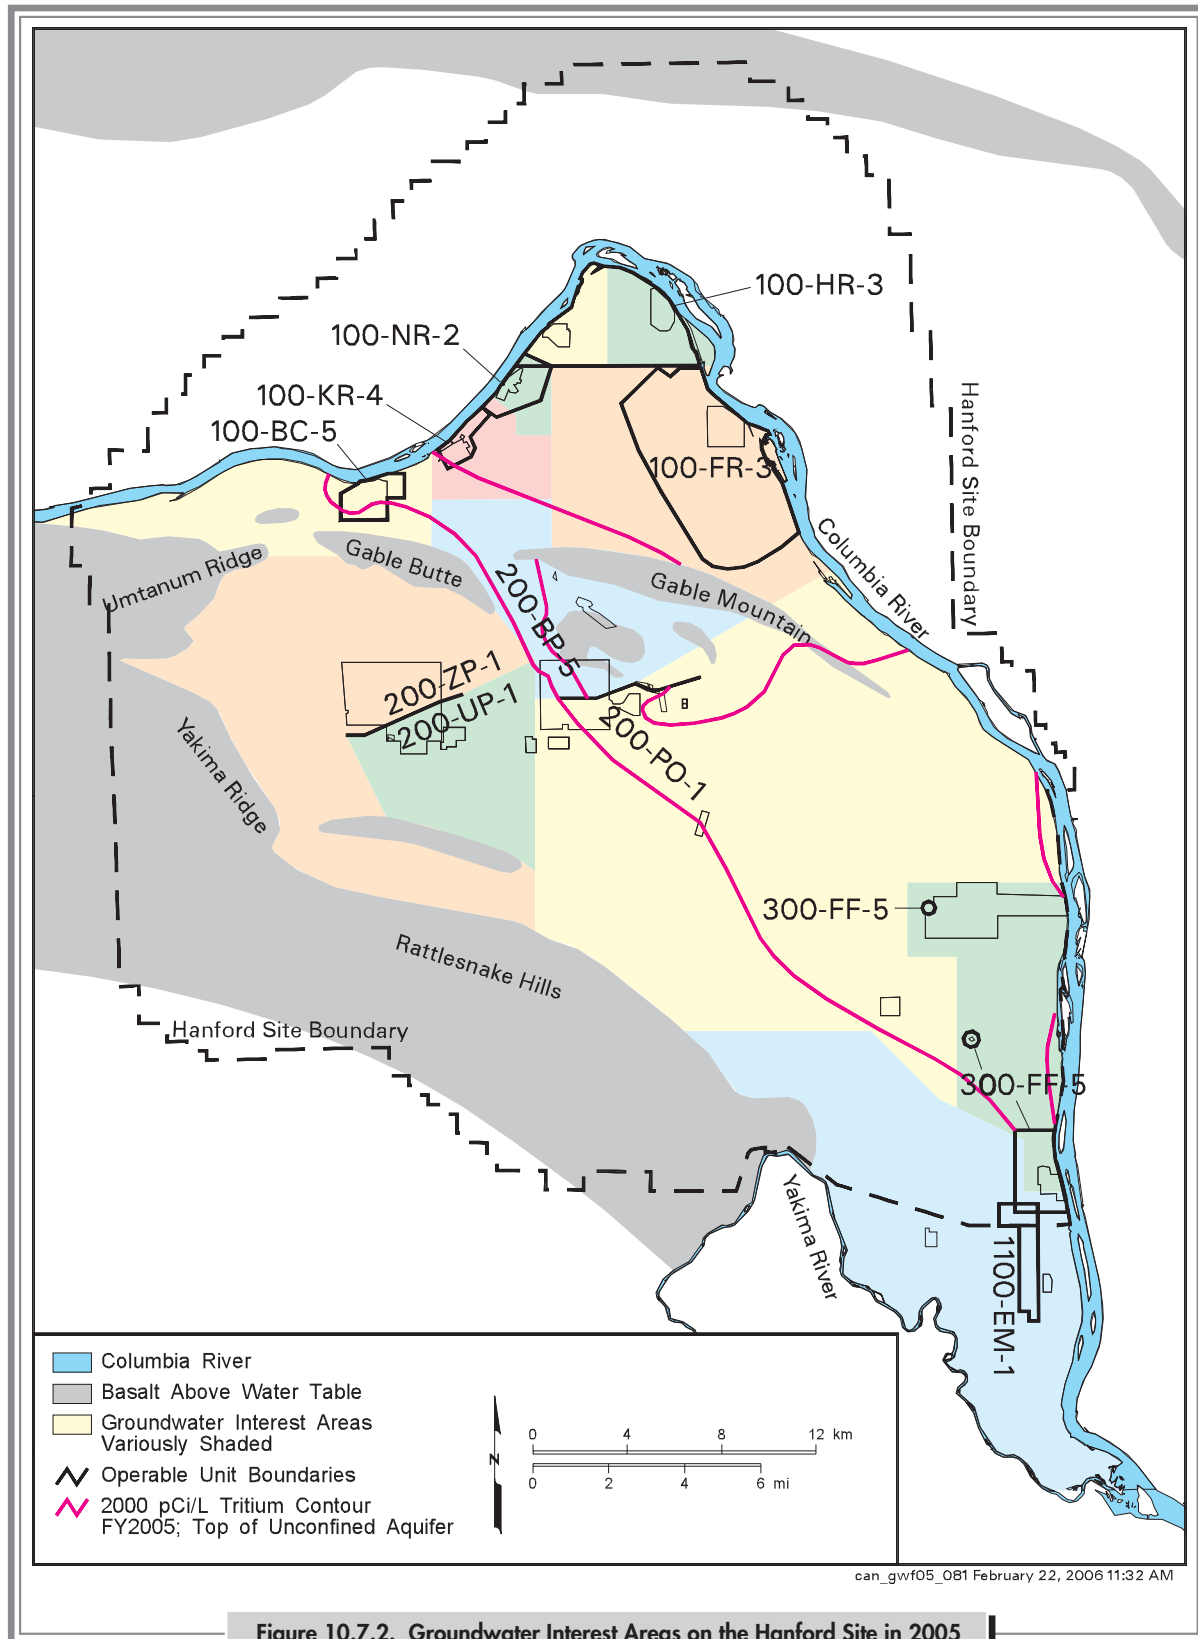 100-HR-3
100-NR-2
100-KR-4
100-BC-5
100-FR-3
Hanford Site Boundary
Columbia River
Umtanum Ridge
Gable Butte
Gable Mountain
200-BP-5
200-ZP-1
200-UP-1
200-PO-1
Yakima Ridge
300-FF-5
Rattlesnake Hills
Hanford Site Boundary
300-FF-5
Yakima River
1100-EM-1
Columbia River
Basalt Above Water Table
Groundwater Interest Areas
Variously Shaded
Operable Unit Boundaries
2000 pCi/L Tritium Contour
FY2005; Top of Unconfined Aquifer
N
0 4 8 12 km
0 2 4 6 mi
can_gwf05_081 February 22, 2006 11:32 AM
Figure 10.7.2. Groundwater Interest Areas on the Hanford Site in 2005